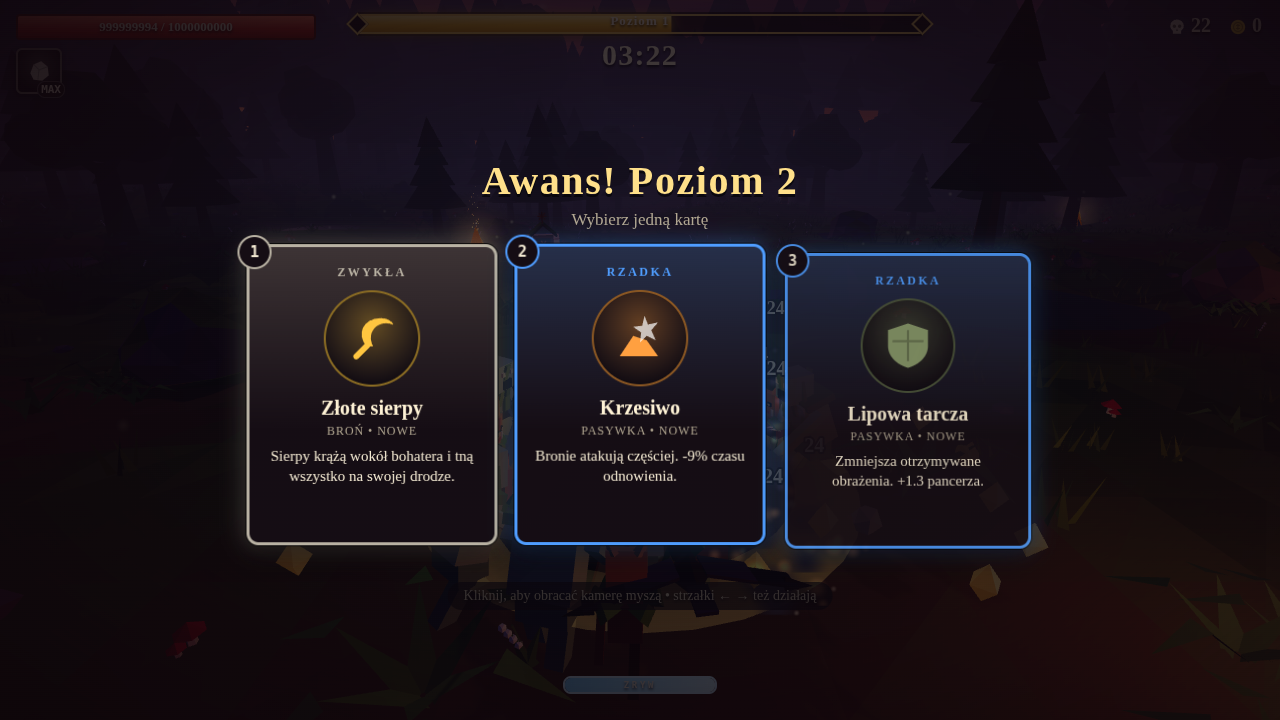 999999994 / 1000000000
Poziom 1
22
0
03:22
MAX
Awans! Poziom 2
Wybierz jedną kartę
1
ZWYKŁA
Złote sierpy
BROŃ • NOWE
Sierpy krążą wokół bohatera i tną
wszystko na swojej drodze.
2
RZADKA
Krzesiwo
PASYWKA • NOWE
Bronie atakują częściej. -9% czasu
odnowienia.
3
RZADKA
Lipowa tarcza
PASYWKA • NOWE
Zmniejsza otrzymywane
obrażenia. +1.3 pancerza.
24
24
24
24
Kliknij, aby obracać kamerę myszą • strzałki ← → też działają